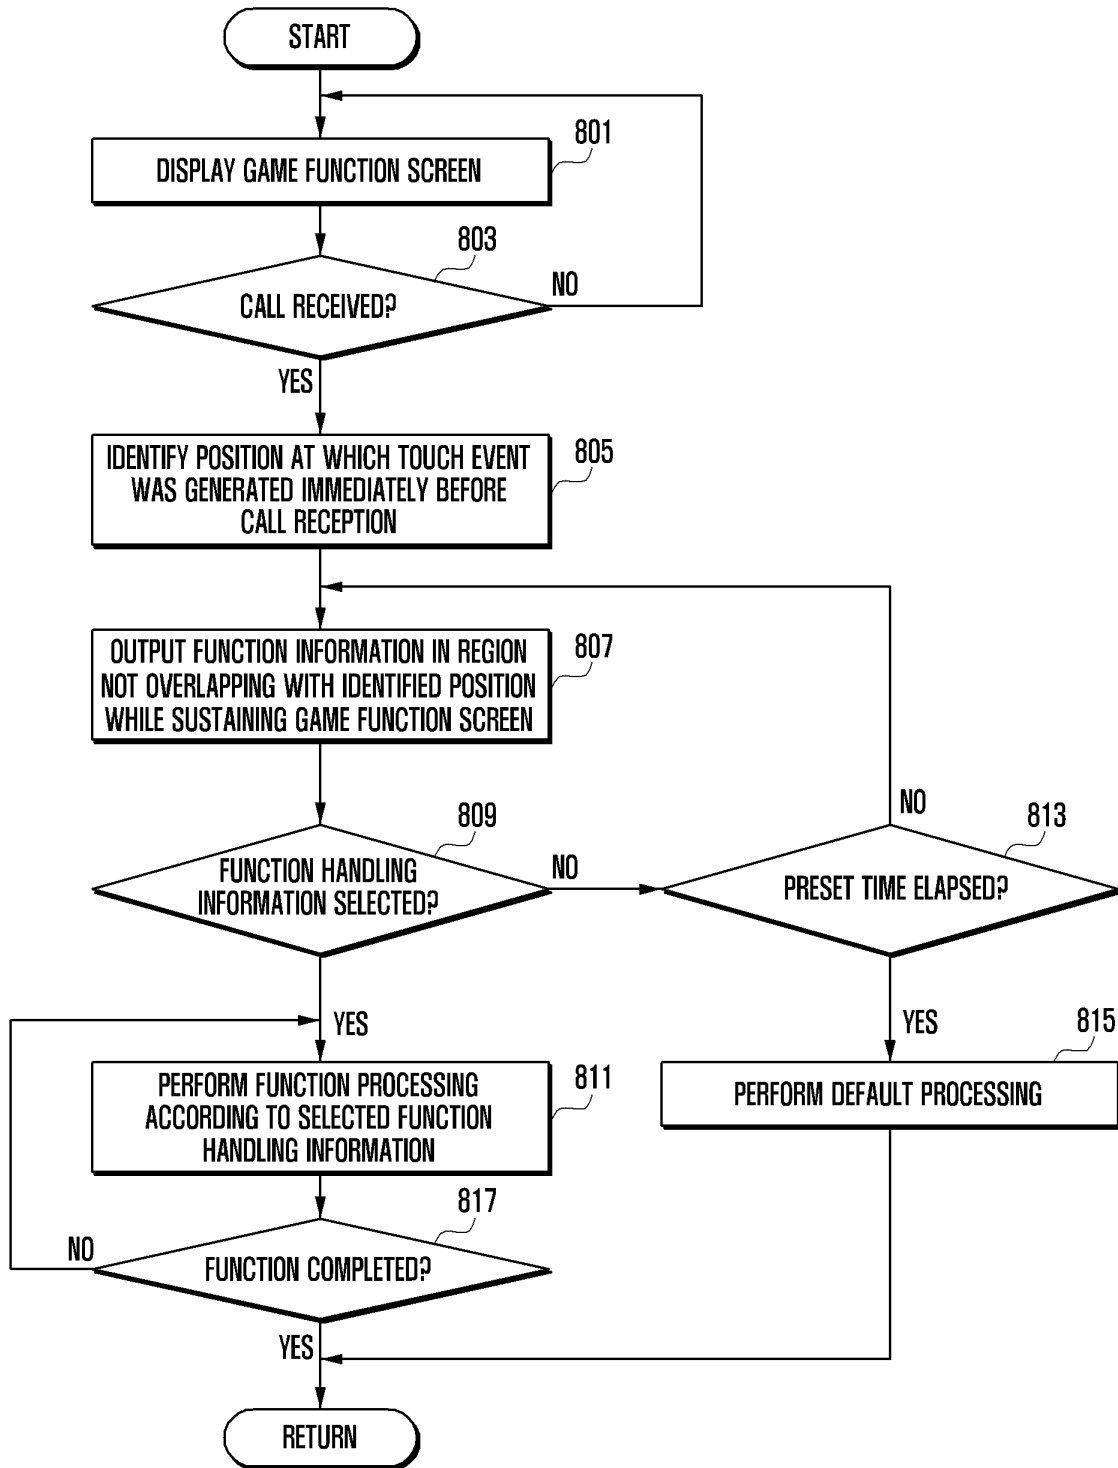 START
801
DISPLAY GAME FUNCTION SCREEN
803
CALL RECEIVED?
NO
YES
IDENTIFY POSITION AT WHICH TOUCH EVENT
WAS GENERATED IMMEDIATELY BEFORE
CALL RECEPTION
805
OUTPUT FUNCTION INFORMATION IN REGION
NOT OVERLAPPING WITH IDENTIFIED POSITION
WHILE SUSTAINING GAME FUNCTION SCREEN
807
809
FUNCTION HANDLING
INFORMATION SELECTED?
NO
NO
813
PRESET TIME ELAPSED?
YES
YES
815
PERFORM FUNCTION PROCESSING
ACCORDING TO SELECTED FUNCTION
HANDLING INFORMATION
811
PERFORM DEFAULT PROCESSING
817
FUNCTION COMPLETED?
NO
YES
RETURN